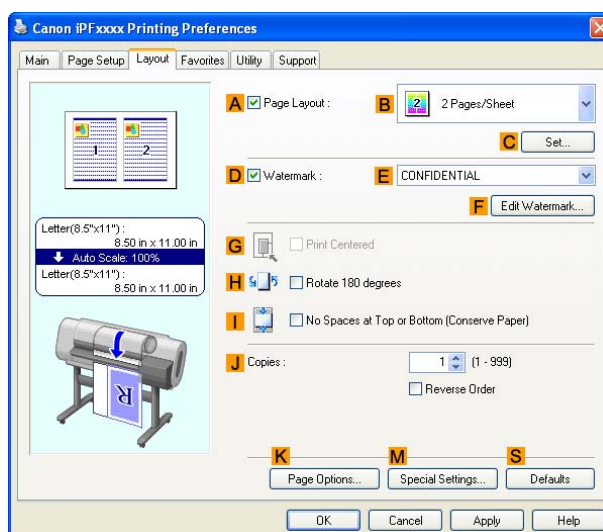 Canon iPFxxxx Printing Preferences
Main Page Setup Layout Favorites Utility Support
A Page Layout : B 2 2 Pages/Sheet
C Set...
1 2
D Watermark : E CONFIDENTIAL
F Edit Watermark...
Letter(8.5"x11") :
8.50 in x 11.00 in
Auto Scale: 100%
Letter(8.5"x11") :
8.50 in x 11.00 in
G Print Centered
H Rotate 180 degrees
I No Spaces at Top or Bottom (Conserve Paper)
J Copies : 1 (1 - 999)
Reverse Order
R
K M S
Page Options... Special Settings... Defaults
OK Cancel Apply Help